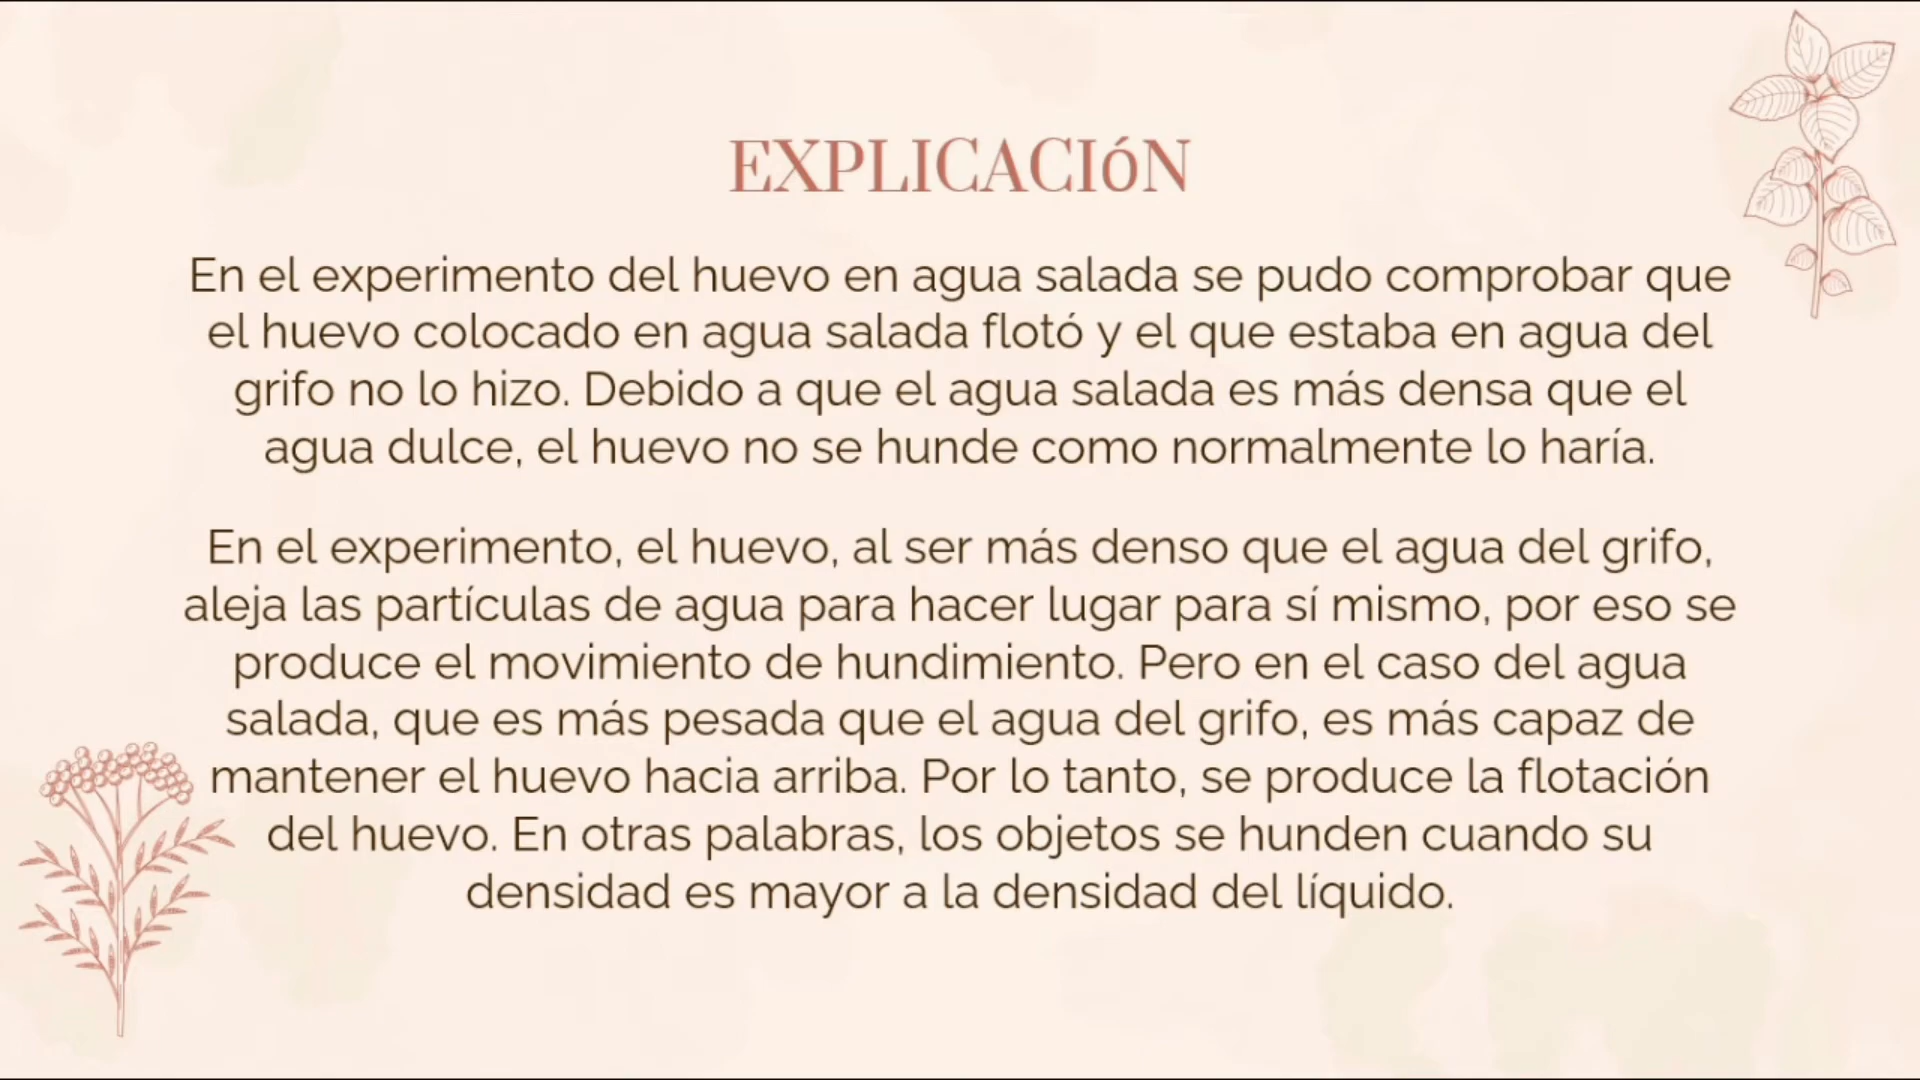 EXPLICACIóN
En el experimento del huevo en agua salada se pudo comprobar que
el huevo colocado en agua salada flotó y el que estaba en agua del
grifo no lo hizo. Debido a que el agua salada es más densa que el
agua dulce, el huevo no se hunde como normalmente lo haría.
En el experimento, el huevo, al ser más denso que el agua del grifo,
aleja las partículas de agua para hacer lugar para sí mismo, por eso se
produce el movimiento de hundimiento. Pero en el caso del agua
salada, que es más pesada que el agua del grifo, es más capaz de
mantener el huevo hacia arriba. Por lo tanto, se produce la flotación
del huevo. En otras palabras, los objetos se hunden cuando su
densidad es mayor a la densidad del líquido.